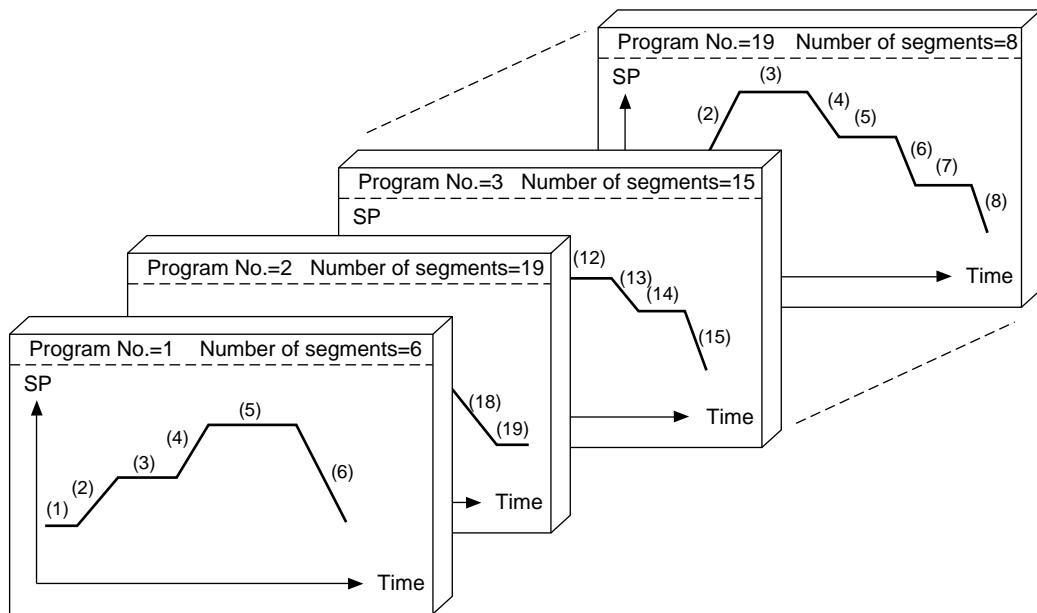 Program No.=19 Number of segments=8
SP
(3)
(2)
(4)
(5)
(6)
(7)
(8)
Time
Program No.=3 Number of segments=15
SP
(12)
(13)
(14)
(15)
Time
Program No.=2 Number of segments=19
(18)
(19)
Time
Program No.=1 Number of segments=6
SP
(5)
(4)
(3)
(6)
(2)
(1)
Time